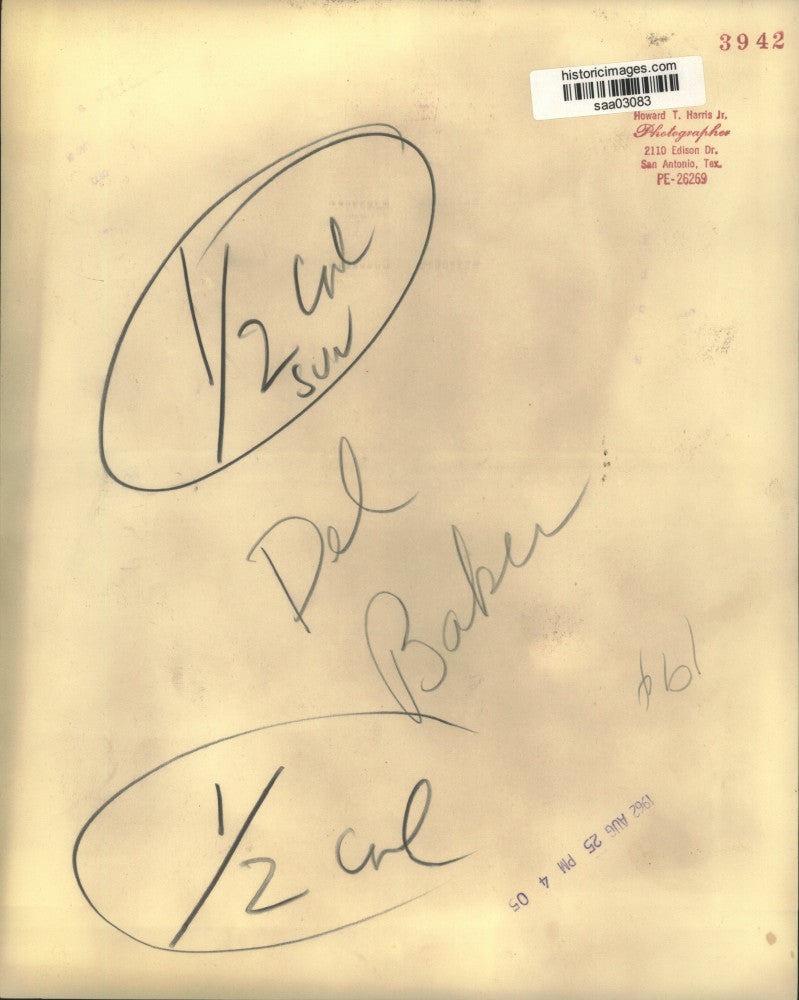 3942
historicimages.com
saa03083
Howard T. Harris Jr.
Photographer
2110 Edison Dr.
San Antonio, Tex.
PE-26269
1/2 Col
SUN
Del
Baker
1/2 Col
1962 AUG 25 PM 4 05